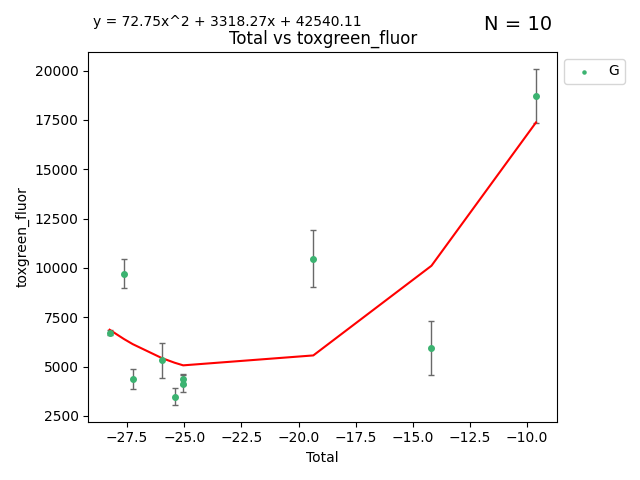 y = 72.75x^2 + 3318.27x + 42540.11
N = 10
Total vs toxgreen_fluor
G
20000
17500
15000
12500
10000
7500
5000
2500
toxgreen_fluor
−27.5 −25.0 −22.5 −20.0 −17.5 −15.0 −12.5 −10.0
Total